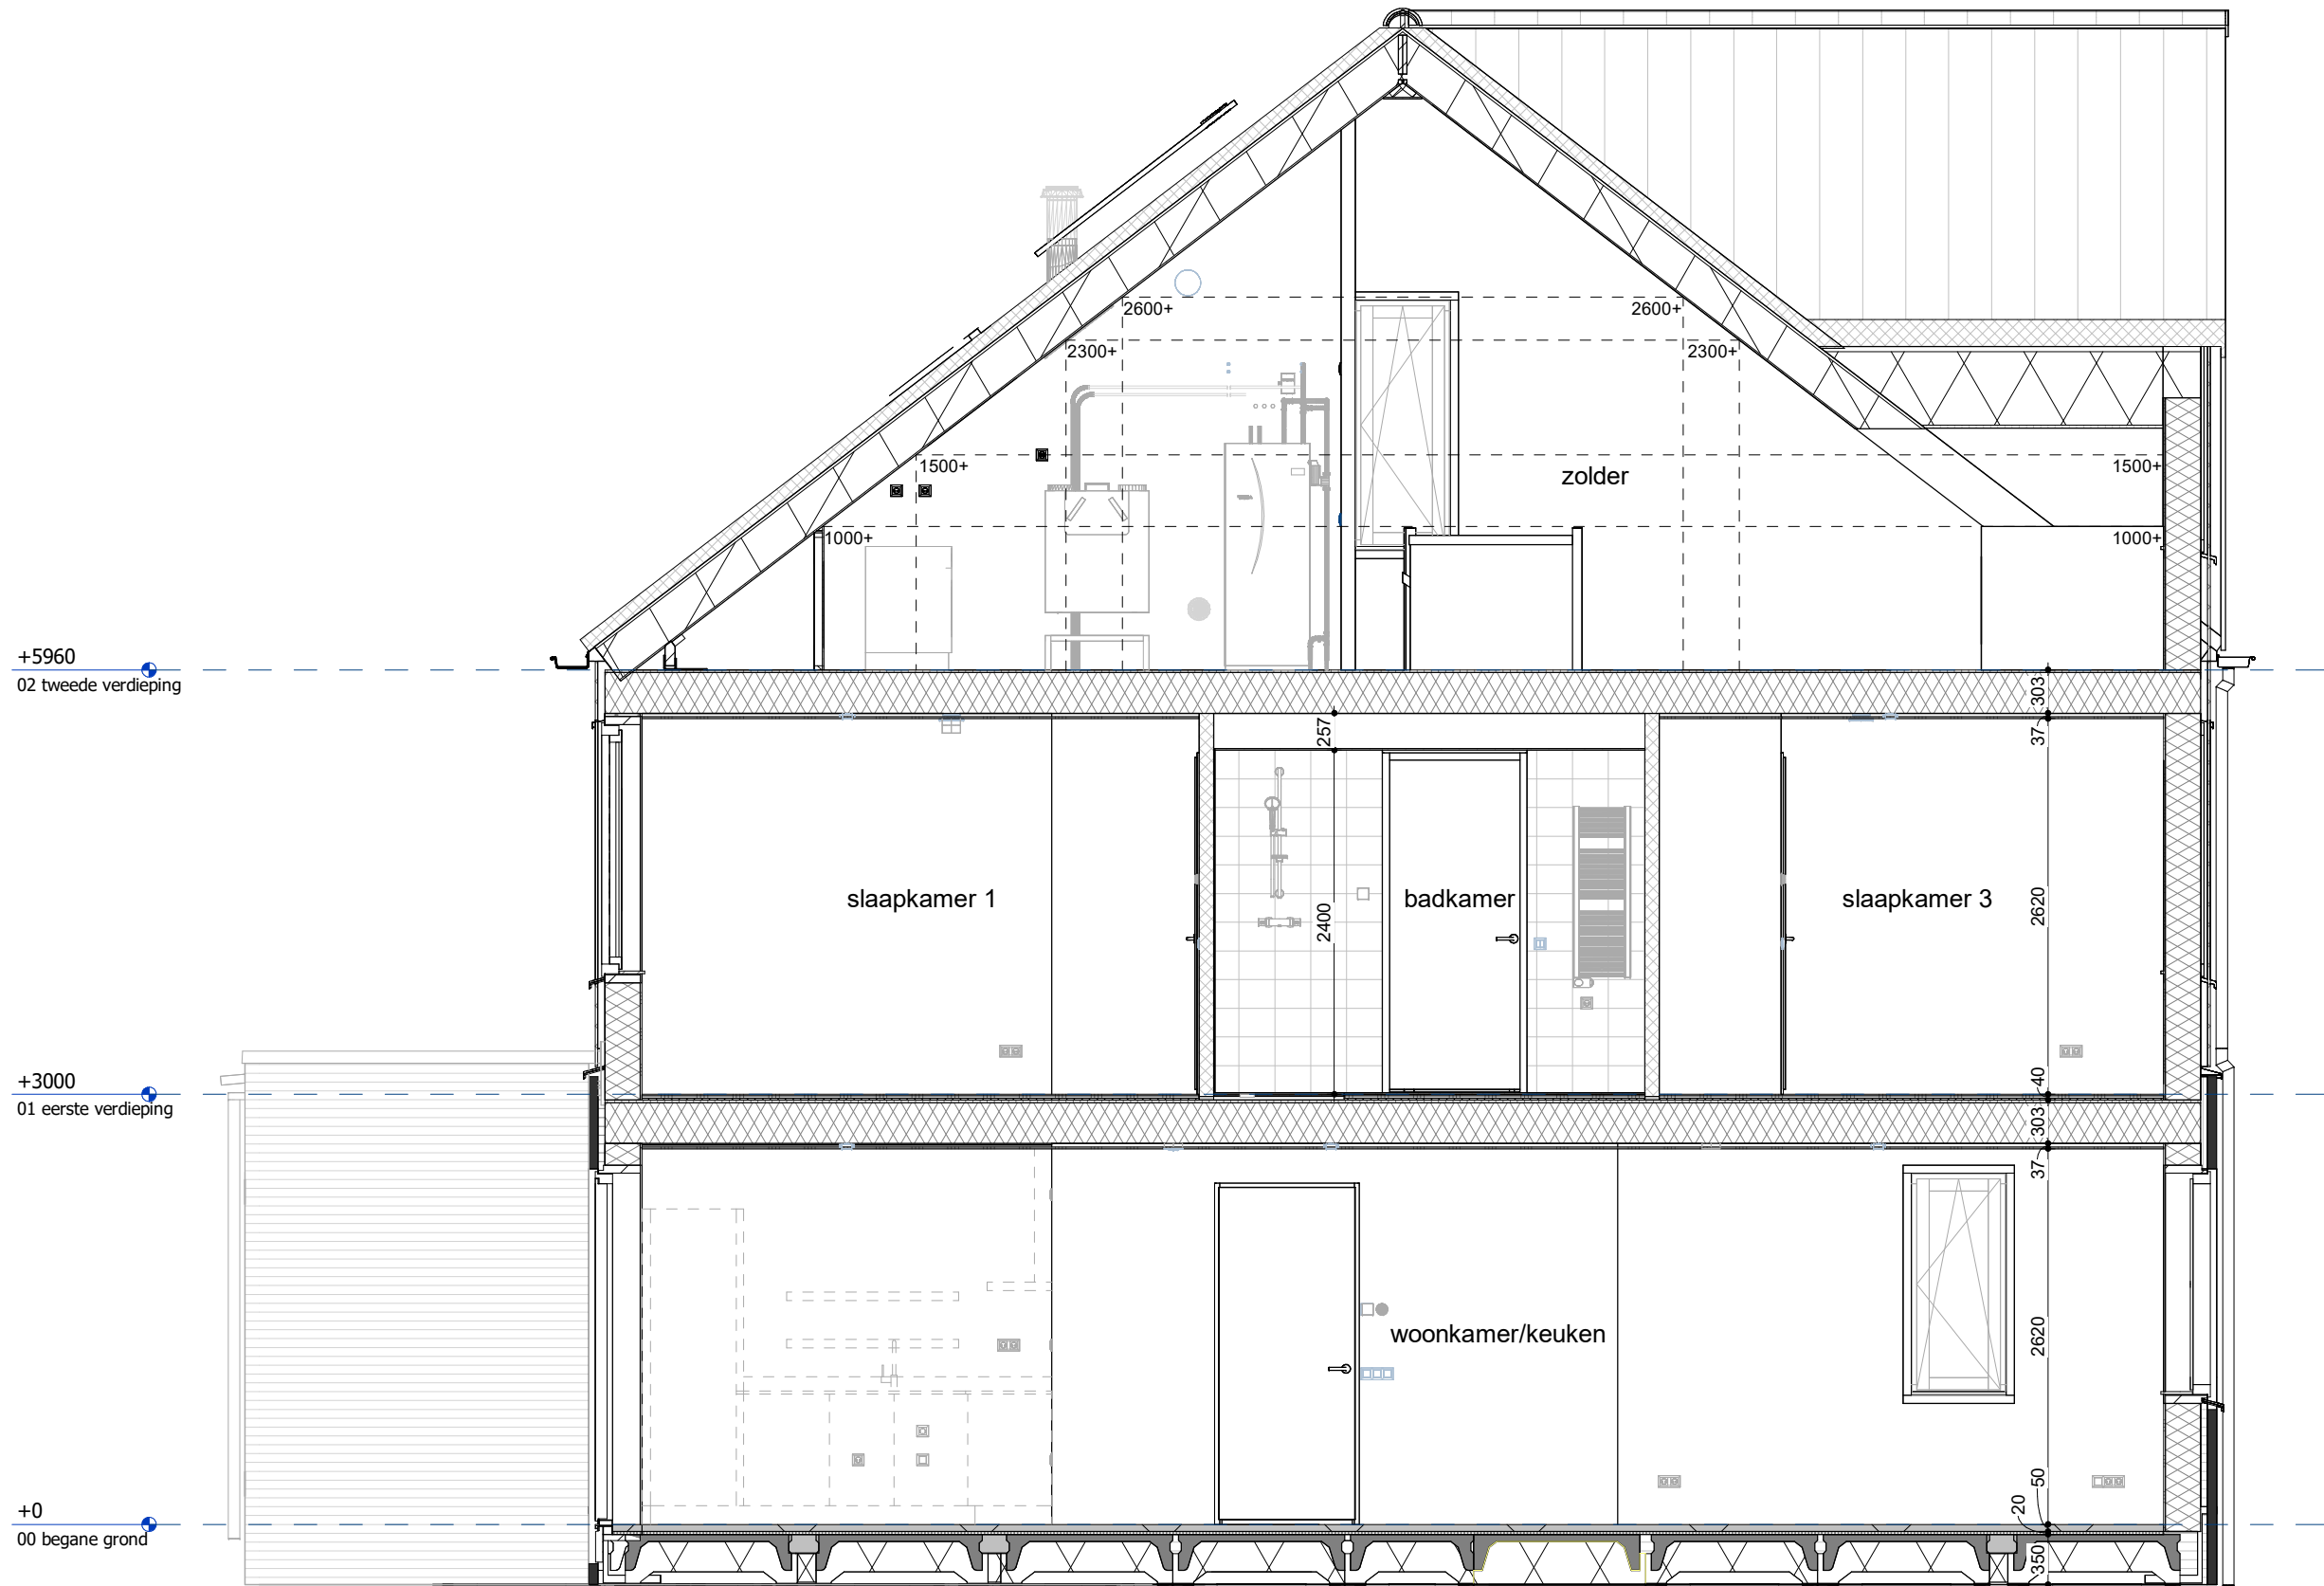 2600+
2600+
2300+
2300+
1500+
zolder
1500+
1000+
1000+
+5960
02 tweede verdieping
303
257
37
slaapkamer 1
badkamer
slaapkamer 3
2400
2620
+3000
01 eerste verdieping
40
303
37
woonkamer/keuken
2620
+0
00 begane grond
50
20
350